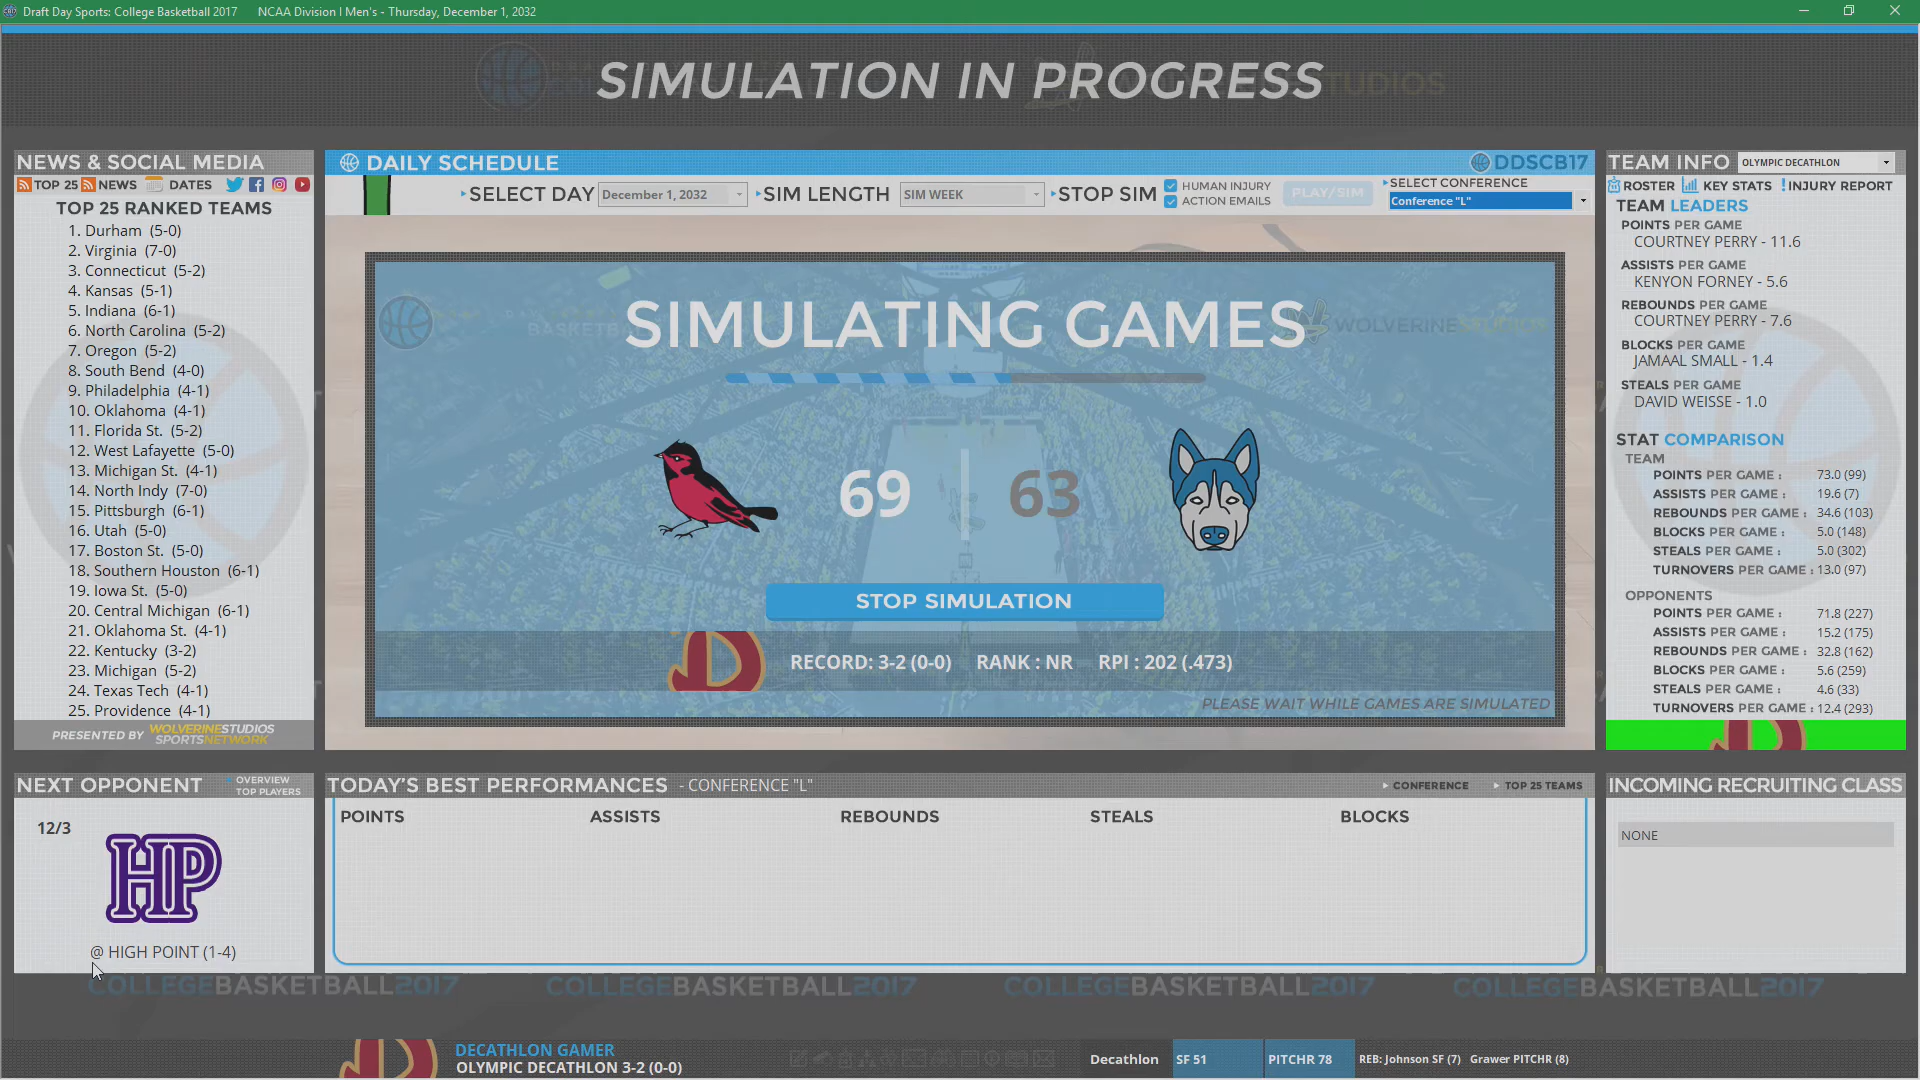 Draft Day Sports: College Basketball 2017 NCAA Division I Men's - Thursday, December 1, 2032
SIMULATION IN PROGRESS
NEWS & SOCIAL MEDIA
TOP 25 NEWS DATES
TOP 25 RANKED TEAMS
1. Durham (5-0)
2. Virginia (7-0)
3. Connecticut (5-2)
4. Kansas (5-1)
5. Indiana (6-1)
6. North Carolina (5-2)
7. Oregon (5-2)
8. South Bend (4-0)
9. Philadelphia (4-1)
10. Oklahoma (4-1)
11. Florida St. (5-2)
12. West Lafayette (5-0)
13. Michigan St. (4-1)
14. North Indy (7-0)
15. Pittsburgh (6-1)
16. Utah (5-0)
17. Boston St. (5-0)
18. Southern Houston (6-1)
19. Iowa St. (5-0)
20. Central Michigan (6-1)
21. Oklahoma St. (4-1)
22. Kentucky (3-2)
23. Michigan (5-2)
24. Texas Tech (4-1)
25. Providence (4-1)
PRESENTED BY WOLVERINESTUDIOS SPORTSNETWORK
DAILY SCHEDULE
DDSCB17
SELECT DAY December 1, 2032 SIM LENGTH SIM WEEK STOP SIM HUMAN INJURY ACTION EMAILS PLAY/SIM SELECT CONFERENCE Conference "L"
SIMULATING GAMES
WOLVERINESTUDIOS
69 63
STOP SIMULATION
D RECORD: 3-2 (0-0) RANK : NR RPI : 202 (.473)
PLEASE WAIT WHILE GAMES ARE SIMULATED
TEAM INFO OLYMPIC DECATHLON
ROSTER KEY STATS INJURY REPORT
TEAM LEADERS
POINTS PER GAME
COURTNEY PERRY - 11.6
ASSISTS PER GAME
KENYON FORNEY - 5.6
REBOUNDS PER GAME
COURTNEY PERRY - 7.6
BLOCKS PER GAME
JAMAAL SMALL - 1.4
STEALS PER GAME
DAVID WEISSE - 1.0
STAT COMPARISON
TEAM
POINTS PER GAME : 73.0 (99)
ASSISTS PER GAME : 19.6 (7)
REBOUNDS PER GAME : 34.6 (103)
BLOCKS PER GAME : 5.0 (148)
STEALS PER GAME : 5.0 (302)
TURNOVERS PER GAME : 13.0 (97)
OPPONENTS
POINTS PER GAME : 71.8 (227)
ASSISTS PER GAME : 15.2 (175)
REBOUNDS PER GAME : 32.8 (162)
BLOCKS PER GAME : 5.6 (259)
STEALS PER GAME : 4.6 (33)
TURNOVERS PER GAME : 12.4 (293)
NEXT OPPONENT OVERVIEW TOP PLAYERS
12/3
HP
@ HIGH POINT (1-4)
TODAY'S BEST PERFORMANCES - CONFERENCE "L" CONFERENCE TOP 25 TEAMS
POINTS ASSISTS REBOUNDS STEALS BLOCKS
INCOMING RECRUITING CLASS
NONE
COLLEGEBASKETBALL2017 COLLEGEBASKETBALL2017 COLLEGEBASKETBALL2017 COLLEGEBASKETBALL2017
DECATHLON GAMER
OLYMPIC DECATHLON 3-2 (0-0)
Decathlon SF 51 PITCHR 78 REB: Johnson SF (7) Grawer PITCHR (8)